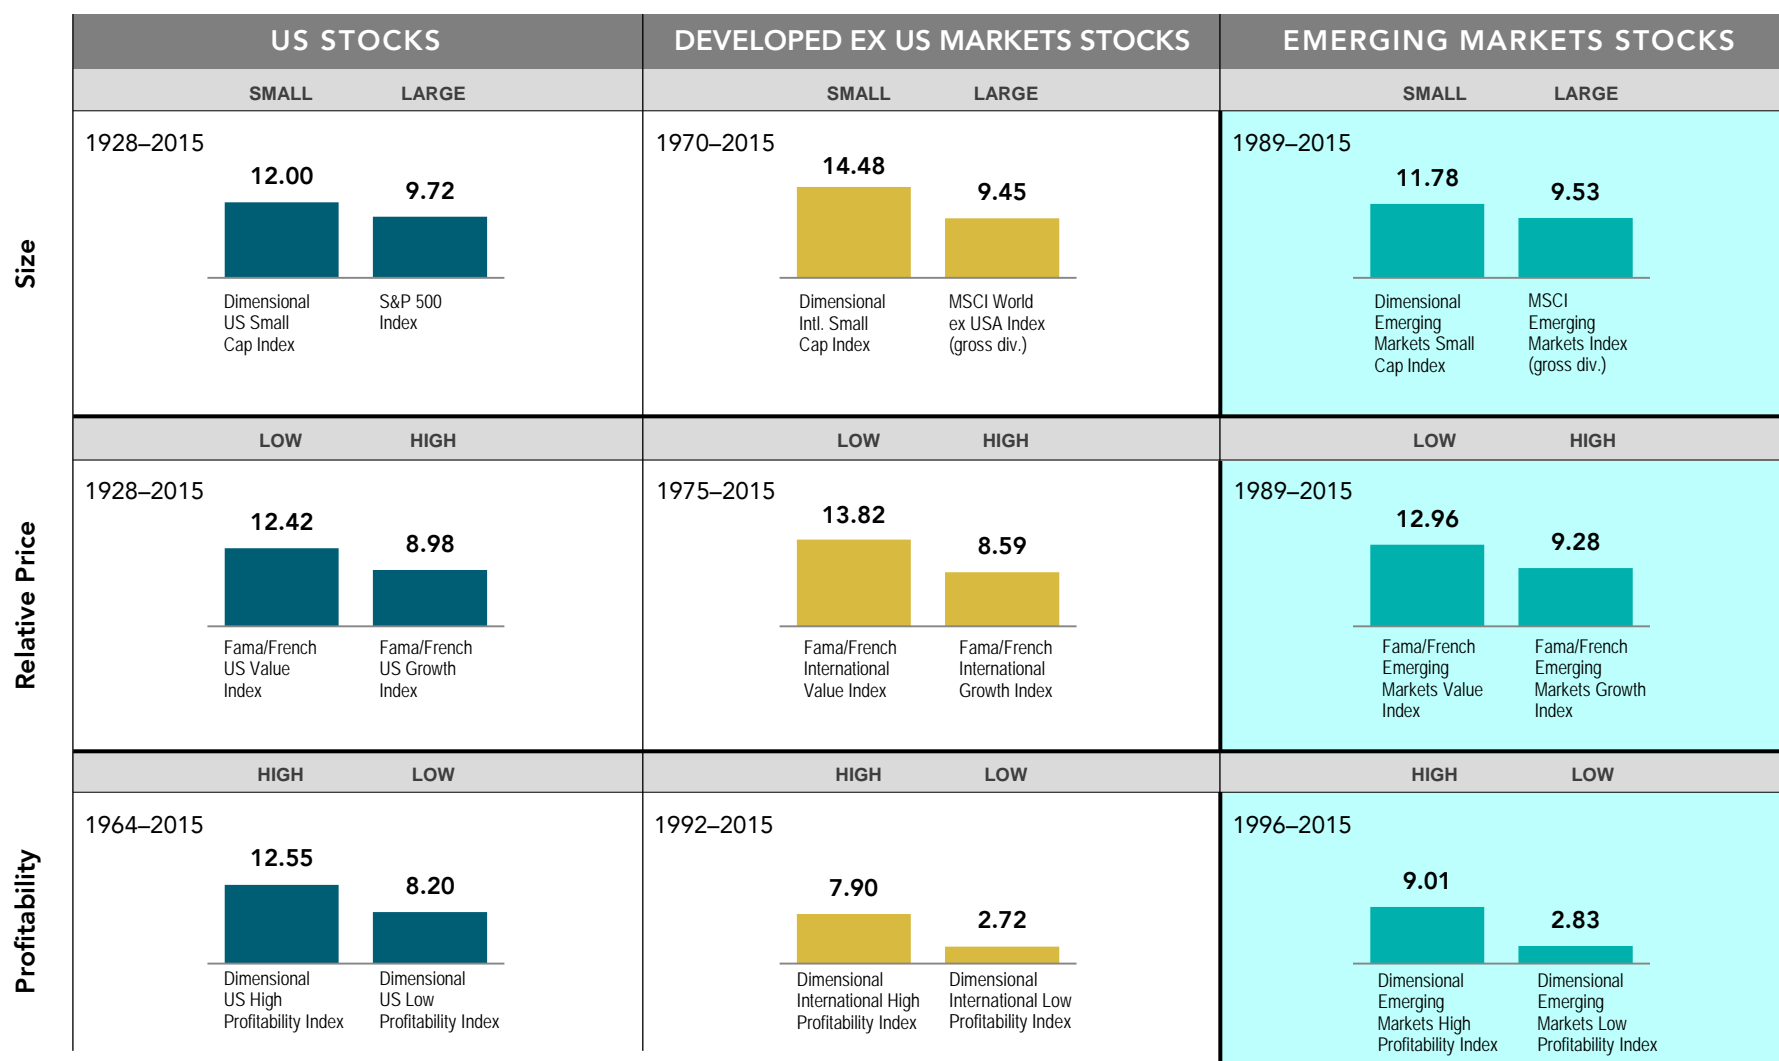 US STOCKS
DEVELOPED EX US MARKETS STOCKS
EMERGING MARKETS STOCKS
Size
SMALL LARGE
1928–2015
12.00
9.72
Dimensional
US Small
Cap Index
S&P 500
Index
SMALL LARGE
1970–2015
14.48
9.45
Dimensional
Intl. Small
Cap Index
MSCI World
ex USA Index
(gross div.)
SMALL LARGE
1989–2015
11.78
9.53
Dimensional
Emerging
Markets Small
Cap Index
MSCI
Emerging
Markets Index
(gross div.)
Relative Price
LOW HIGH
1928–2015
12.42
8.98
Fama/French
US Value
Index
Fama/French
US Growth
Index
LOW HIGH
1975–2015
13.82
8.59
Fama/French
International
Value Index
Fama/French
International
Growth Index
LOW HIGH
1989–2015
12.96
9.28
Fama/French
Emerging
Markets Value
Index
Fama/French
Emerging
Markets Growth
Index
Profitability
HIGH LOW
1964–2015
12.55
8.20
Dimensional
US High
Profitability Index
Dimensional
US Low
Profitability Index
HIGH LOW
1992–2015
7.90
2.72
Dimensional
International High
Profitability Index
Dimensional
International Low
Profitability Index
HIGH LOW
1996–2015
9.01
2.83
Dimensional
Emerging
Markets High
Profitability Index
Dimensional
Emerging
Markets Low
Profitability Index